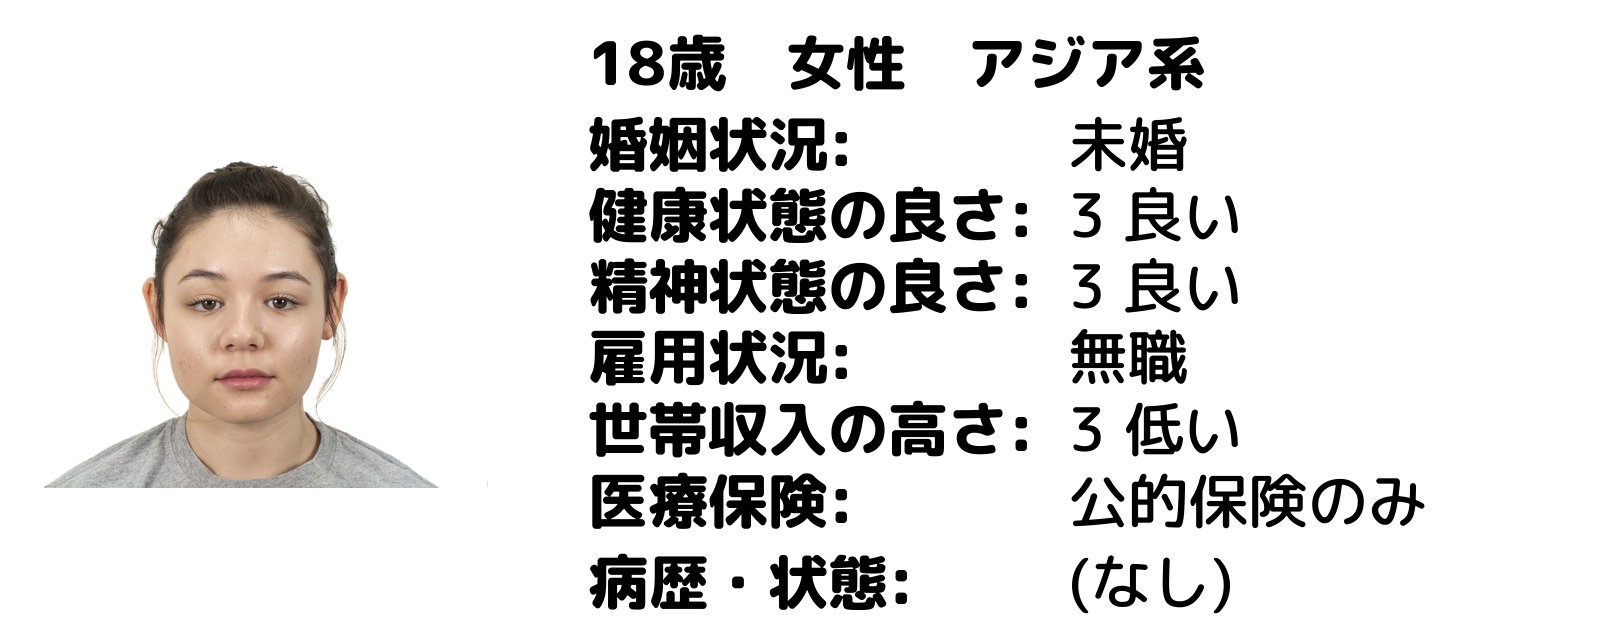 18歳　女性　アジア系
婚姻状況: 未婚
健康状態の良さ: 3 良い
精神状態の良さ: 3 良い
雇用状況: 無職
世帯収入の高さ: 3 低い
医療保険: 公的保険のみ
病歴・状態: (なし)